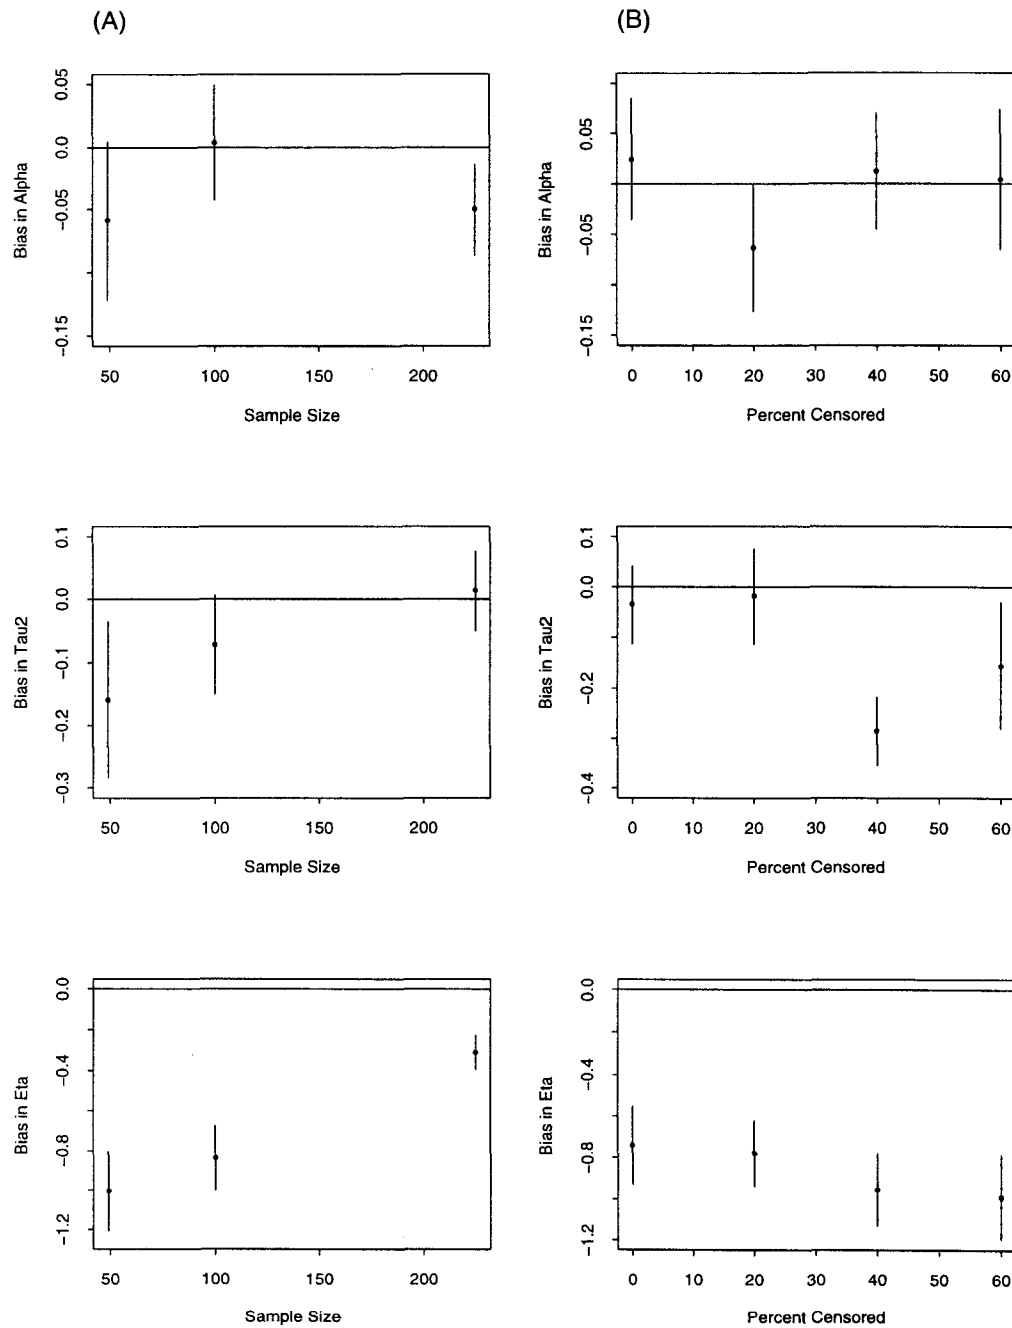 (A)
Bias in Alpha
0.05
0.0
-0.05
-0.15
50 100 150 200
Sample Size
(B)
Bias in Alpha
0.05
-0.05
-0.15
0 10 20 30 40 50 60
Percent Censored
Bias in Tau2
0.1
0.0
-0.1
-0.2
-0.3
50 100 150 200
Sample Size
Bias in Tau2
0.1
0.0
-0.2
-0.4
0 10 20 30 40 50 60
Percent Censored
Bias in Eta
0.0
-0.4
-0.8
-1.2
50 100 150 200
Sample Size
Bias in Eta
0.0
-0.4
-0.8
-1.2
0 10 20 30 40 50 60
Percent Censored